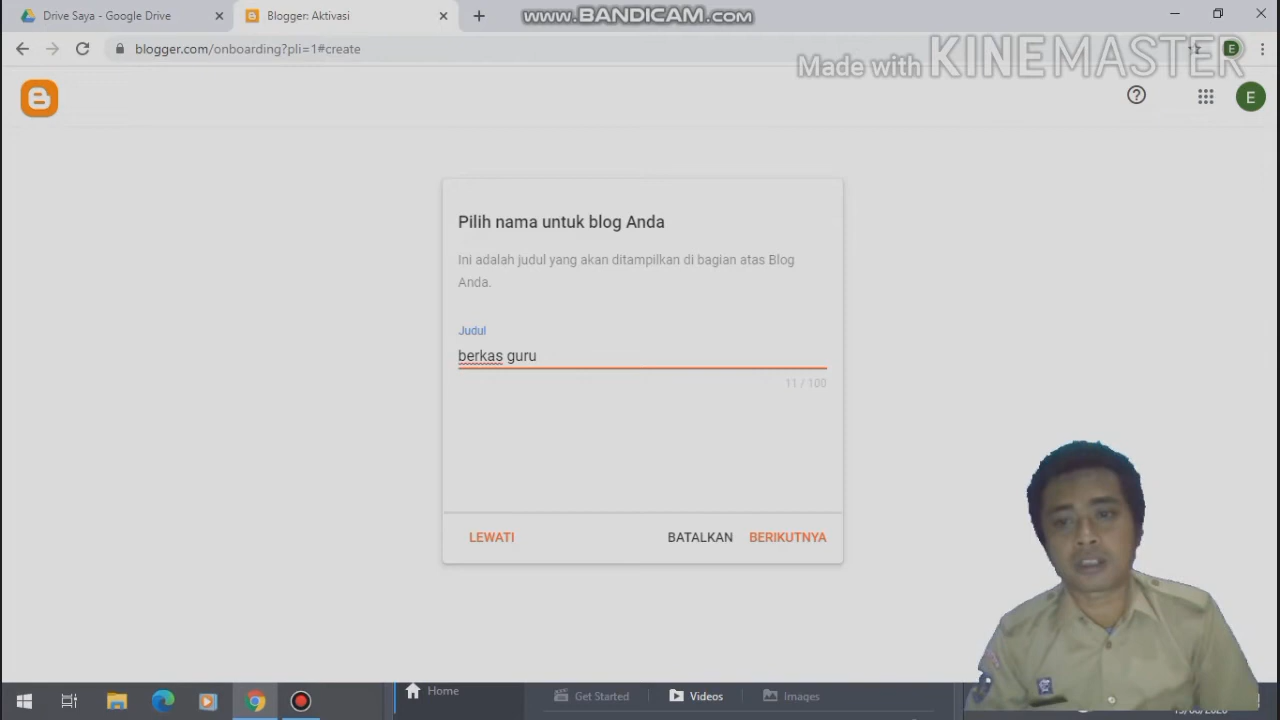 Drive Saya - Google Drive
Blogger: Aktivasi
www.BANDICAM.com
blogger.com/onboarding?pli=1#create
E
Made with KINEMASTER
E
Pilih nama untuk blog Anda
Ini adalah judul yang akan ditampilkan di bagian atas Blog
Anda.
Judul
berkas guru
11 / 100
LEWATI
BATALKAN
BERIKUTNYA
Home
Get Started
Videos
Images